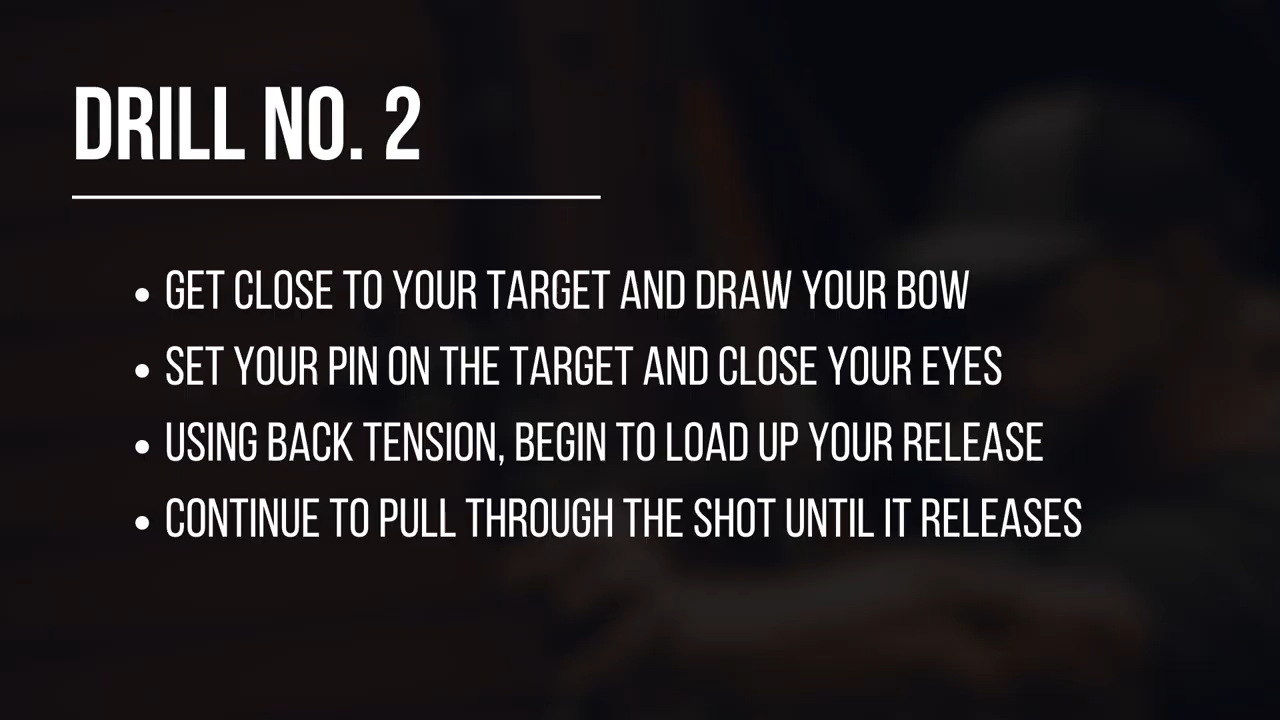 DRILL NO. 2
• GET CLOSE TO YOUR TARGET AND DRAW YOUR BOW
• SET YOUR PIN ON THE TARGET AND CLOSE YOUR EYES
• USING BACK TENSION, BEGIN TO LOAD UP YOUR RELEASE
• CONTINUE TO PULL THROUGH THE SHOT UNTIL IT RELEASES